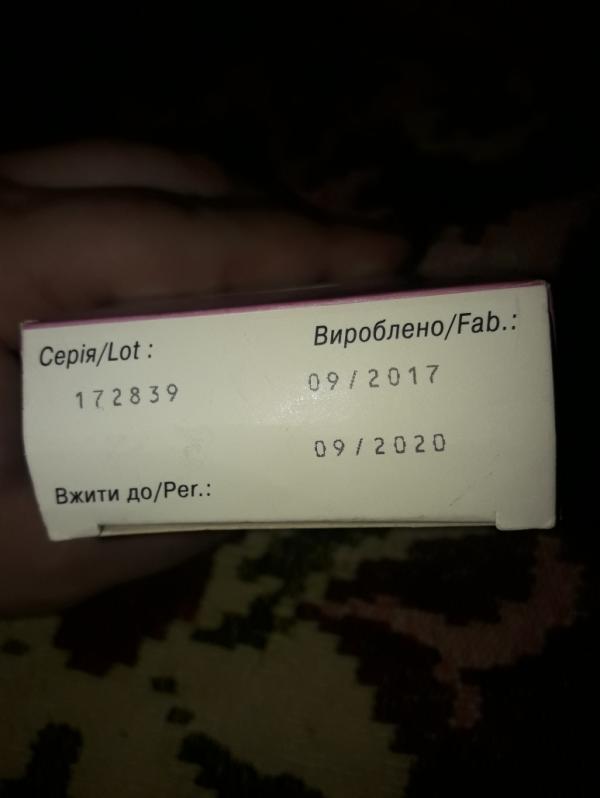 Серія/Lot :
Вироблено/Fab.:
172839
09/2017
09/2020
Вжити до/Per.: